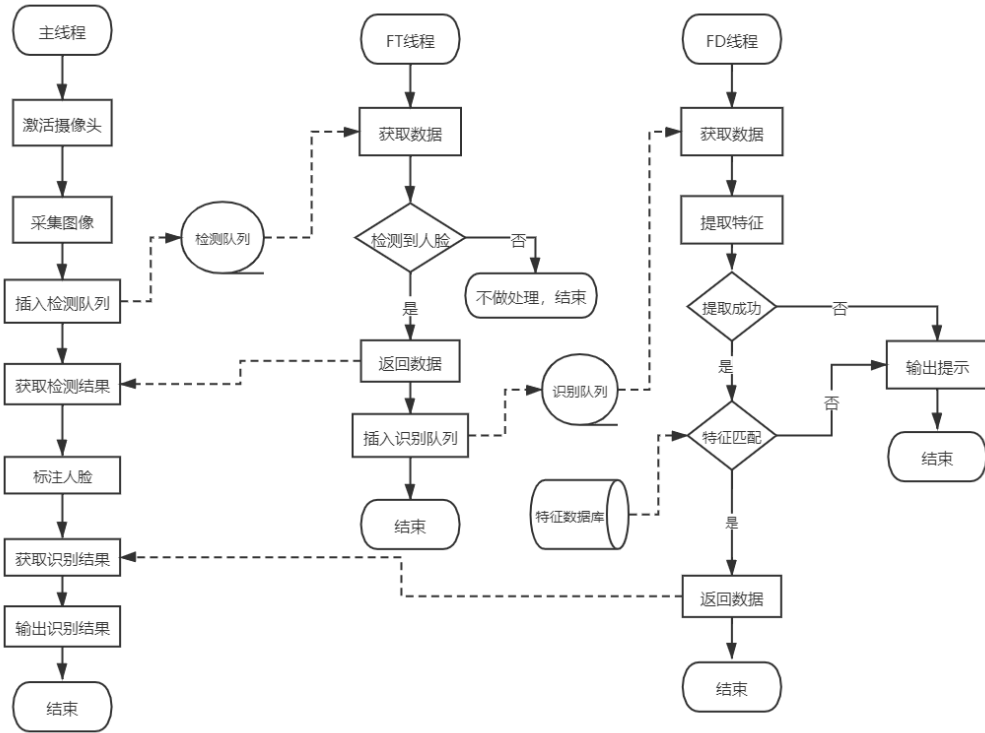 主线程
激活摄像头
采集图像
插入检测队列
获取检测结果
标注人脸
获取识别结果
输出识别结果
结束
检测队列
FT线程
获取数据
检测到人脸
否
不做处理，结束
是
返回数据
插入识别队列
结束
识别队列
特征数据库
FD线程
获取数据
提取特征
提取成功
否
是
特征匹配
否
输出提示
结束
是
返回数据
结束